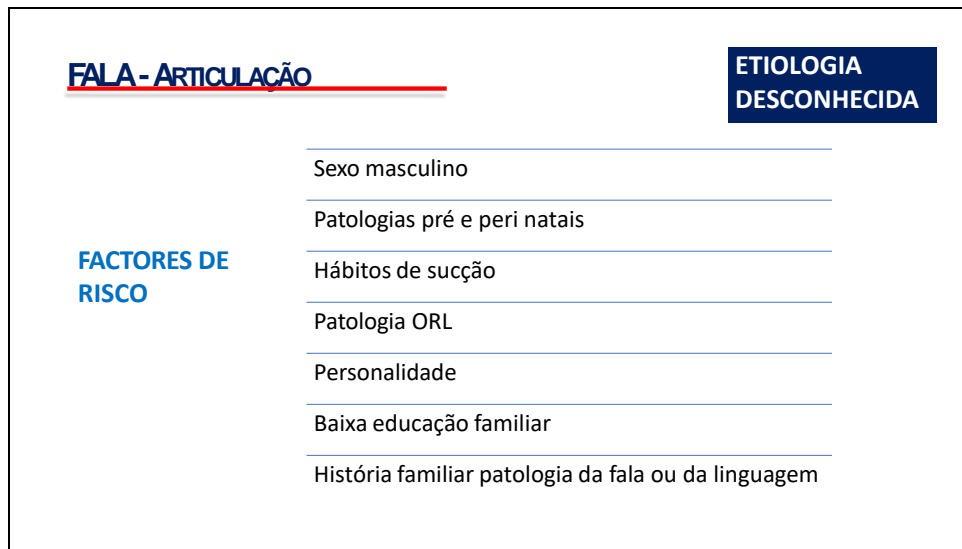 FALA - ARTICULAÇÃO
ETIOLOGIA
DESCONHECIDA
FACTORES DE
RISCO
Sexo masculino
Patologias pré e peri natais
Hábitos de sucção
Patologia ORL
Personalidade
Baixa educação familiar
História familiar patologia da fala ou da linguagem